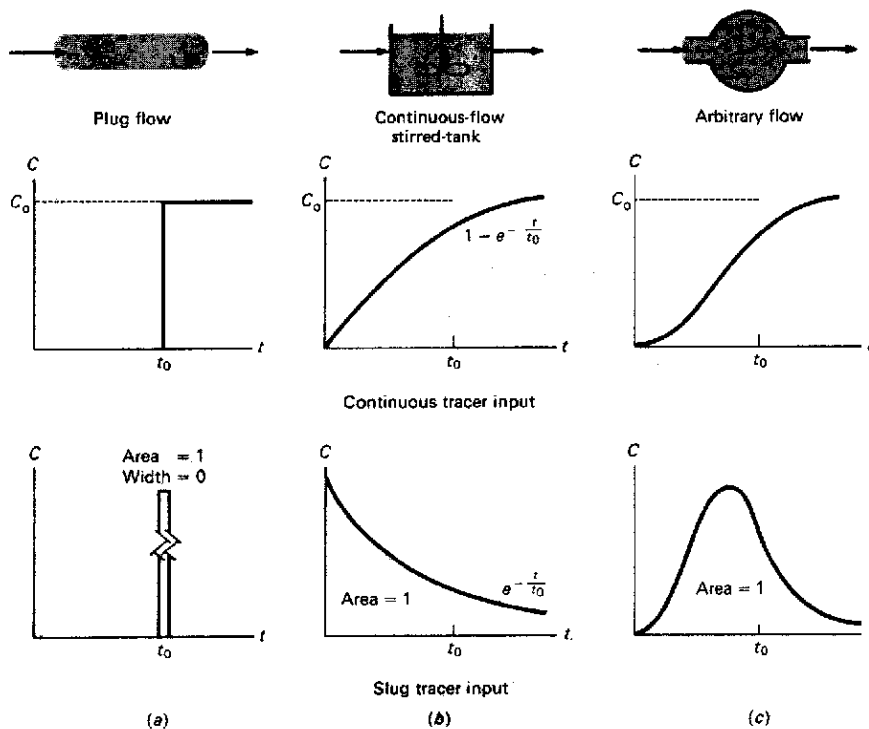 Plug flow
Continuous-flow
stirred-tank
Arbitrary flow
C
C₀
t₀
t
C
C₀
1 − e^−t/t₀
t₀
t
C
C₀
t₀
Continuous tracer input
C
Area = 1
Width = 0
t₀
t
C
Area = 1
e^−t/t₀
t₀
t.
C
Area = 1
t₀
Slug tracer input
(a)
(b)
(c)